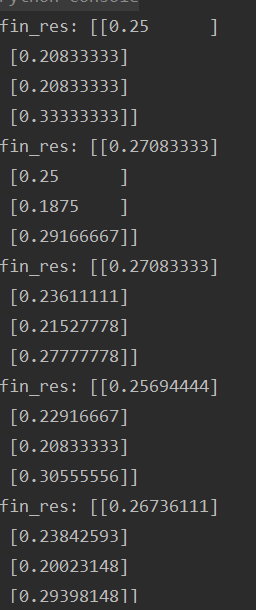 Python Console
fin_res: [[0.25      ]
 [0.20833333]
 [0.20833333]
 [0.33333333]]
fin_res: [[0.27083333]
 [0.25      ]
 [0.1875    ]
 [0.29166667]]
fin_res: [[0.27083333]
 [0.23611111]
 [0.21527778]
 [0.27777778]]
fin_res: [[0.25694444]
 [0.22916667]
 [0.20833333]
 [0.30555556]]
fin_res: [[0.26736111]
 [0.23842593]
 [0.20023148]
 [0.29398148]]